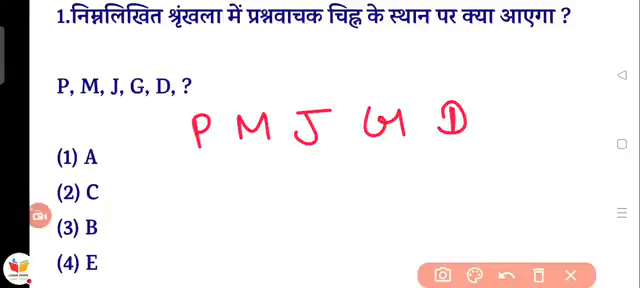 1.निम्नलिखित श्रृंखला में प्रश्नवाचक चिह्न के स्थान पर क्या आएगा ?
P, M, J, G, D, ?
P M J G D
(1) A
(2) C
(3) B
(4) E